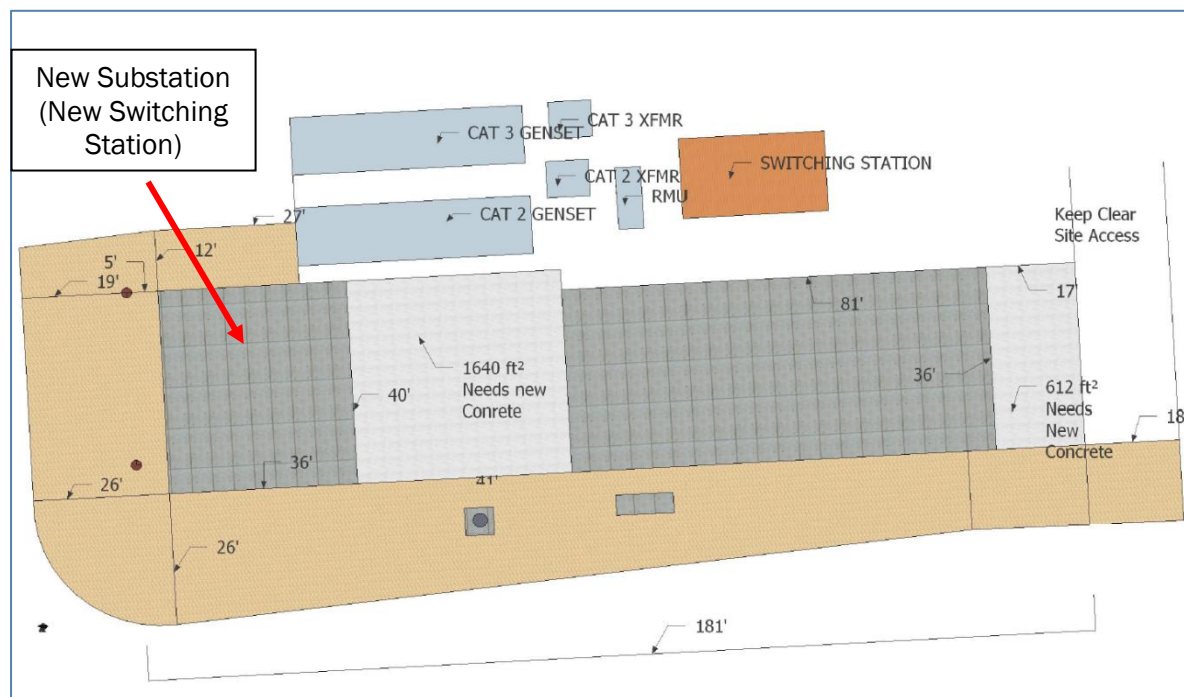 New Substation
(New Switching
Station)
CAT 3 GENSET
CAT 3 XFMR
CAT 2 XFMR
RMU
SWITCHING STATION
CAT 2 GENSET
27'
12'
5'
19'
Keep Clear
Site Access
17'
81'
1640 ft²
Needs new
Conrete
40'
36'
612 ft²
Needs
New
Concrete
18
36'
26'
41'
26'
181'